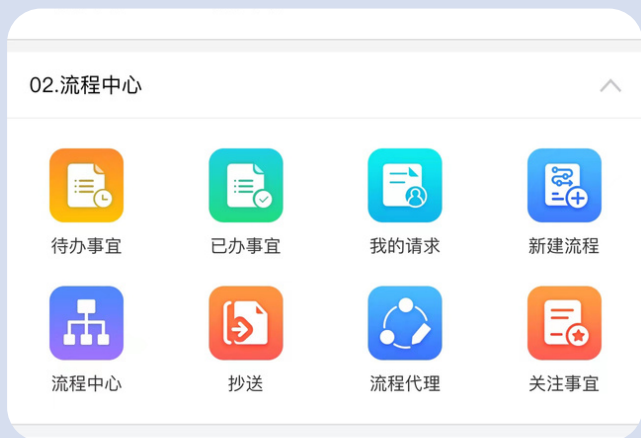 02.流程中心
待办事宜 已办事宜 我的请求 新建流程
流程中心 抄送 流程代理 关注事宜